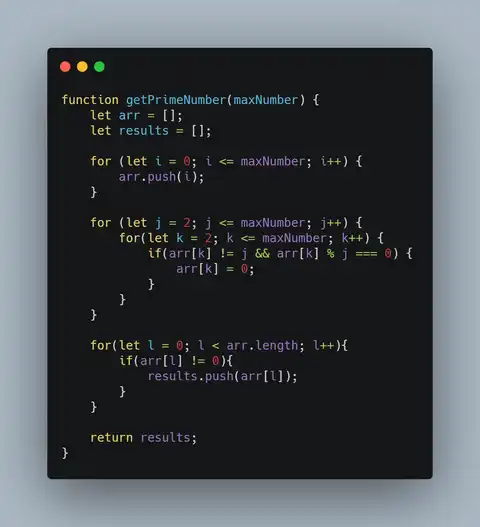 function getPrimeNumber(maxNumber) {
    let arr = [];
    let results = [];

    for (let i = 0; i <= maxNumber; i++) {
        arr.push(i);
    }

    for (let j = 2; j <= maxNumber; j++) {
        for(let k = 2; k <= maxNumber; k++) {
            if(arr[k] != j && arr[k] % j === 0) {
                arr[k] = 0;
            }
        }
    }

    for(let l = 0; l < arr.length; l++){
        if(arr[l] != 0){
            results.push(arr[l]);
        }
    }

    return results;
}